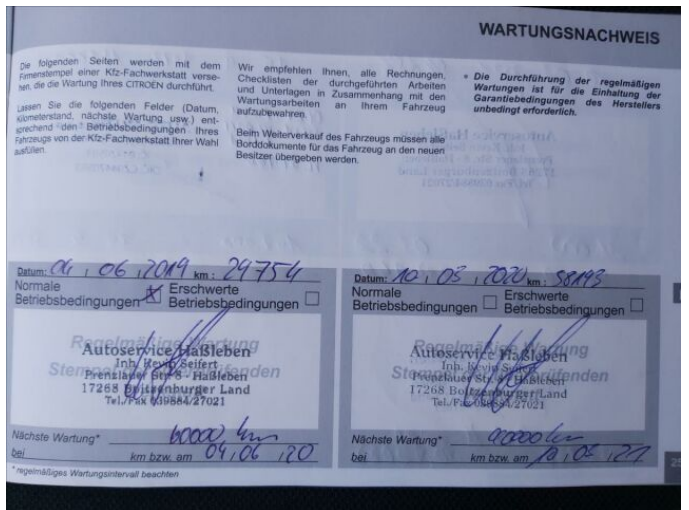 WARTUNGSNACHWEIS
Die folgenden Seiten werden mit dem
Firmenstempel einer Kfz-Fachwerkstatt verse-
hen, die die Wartung Ihres CITROËN durchführt.
Lassen Sie die folgenden Felder (Datum,
Kilometerstand, nächste Wartung usw.) ent-
sprechend den Betriebsbedingungen Ihres
Fahrzeugs von der Kfz-Fachwerkstatt Ihrer Wahl
ausfüllen.
Wir empfehlen Ihnen, alle Rechnungen,
Checklisten der durchgeführten Arbeiten
und Unterlagen in Zusammenhang mit den
Wartungsarbeiten an Ihrem Fahrzeug
aufzubewahren.
Beim Weiterverkauf des Fahrzeugs müssen alle
Borddokumente für das Fahrzeug an den neuen
Besitzer übergeben werden.
* Die Durchführung der regelmäßigen
Wartungen ist für die Einhaltung der
Garantiebedingungen des Herstellers
unbedingt erforderlich.
Datum: 04, 06, 2019 km: 29754
Normale
Betriebsbedingungen
Erschwerte
Betriebsbedingungen
Regelmäßige Wartung
Autoservice Haßleben
Inh. Kevin Seifert
Prenzlauer Str. 8 - Haßleben
17268 Boitzenburger Land
Tel./Fax 039884/27021
Nächste Wartung* 60000 km
bei km bzw. am 04, 06, 20
* regelmäßiges Wartungsintervall beachten
Datum: 10, 03, 2020 km: 58193
Normale
Betriebsbedingungen
Erschwerte
Betriebsbedingungen
Regelmäßige Wartung
Autoservice Haßleben
Inh. Kevin Seifert
Prenzlauer Str. 8 - Haßleben
17268 Boitzenburger Land
Tel./Fax 039884/27021
Nächste Wartung* 90000 km
bei km bzw. am 10, 03, 21